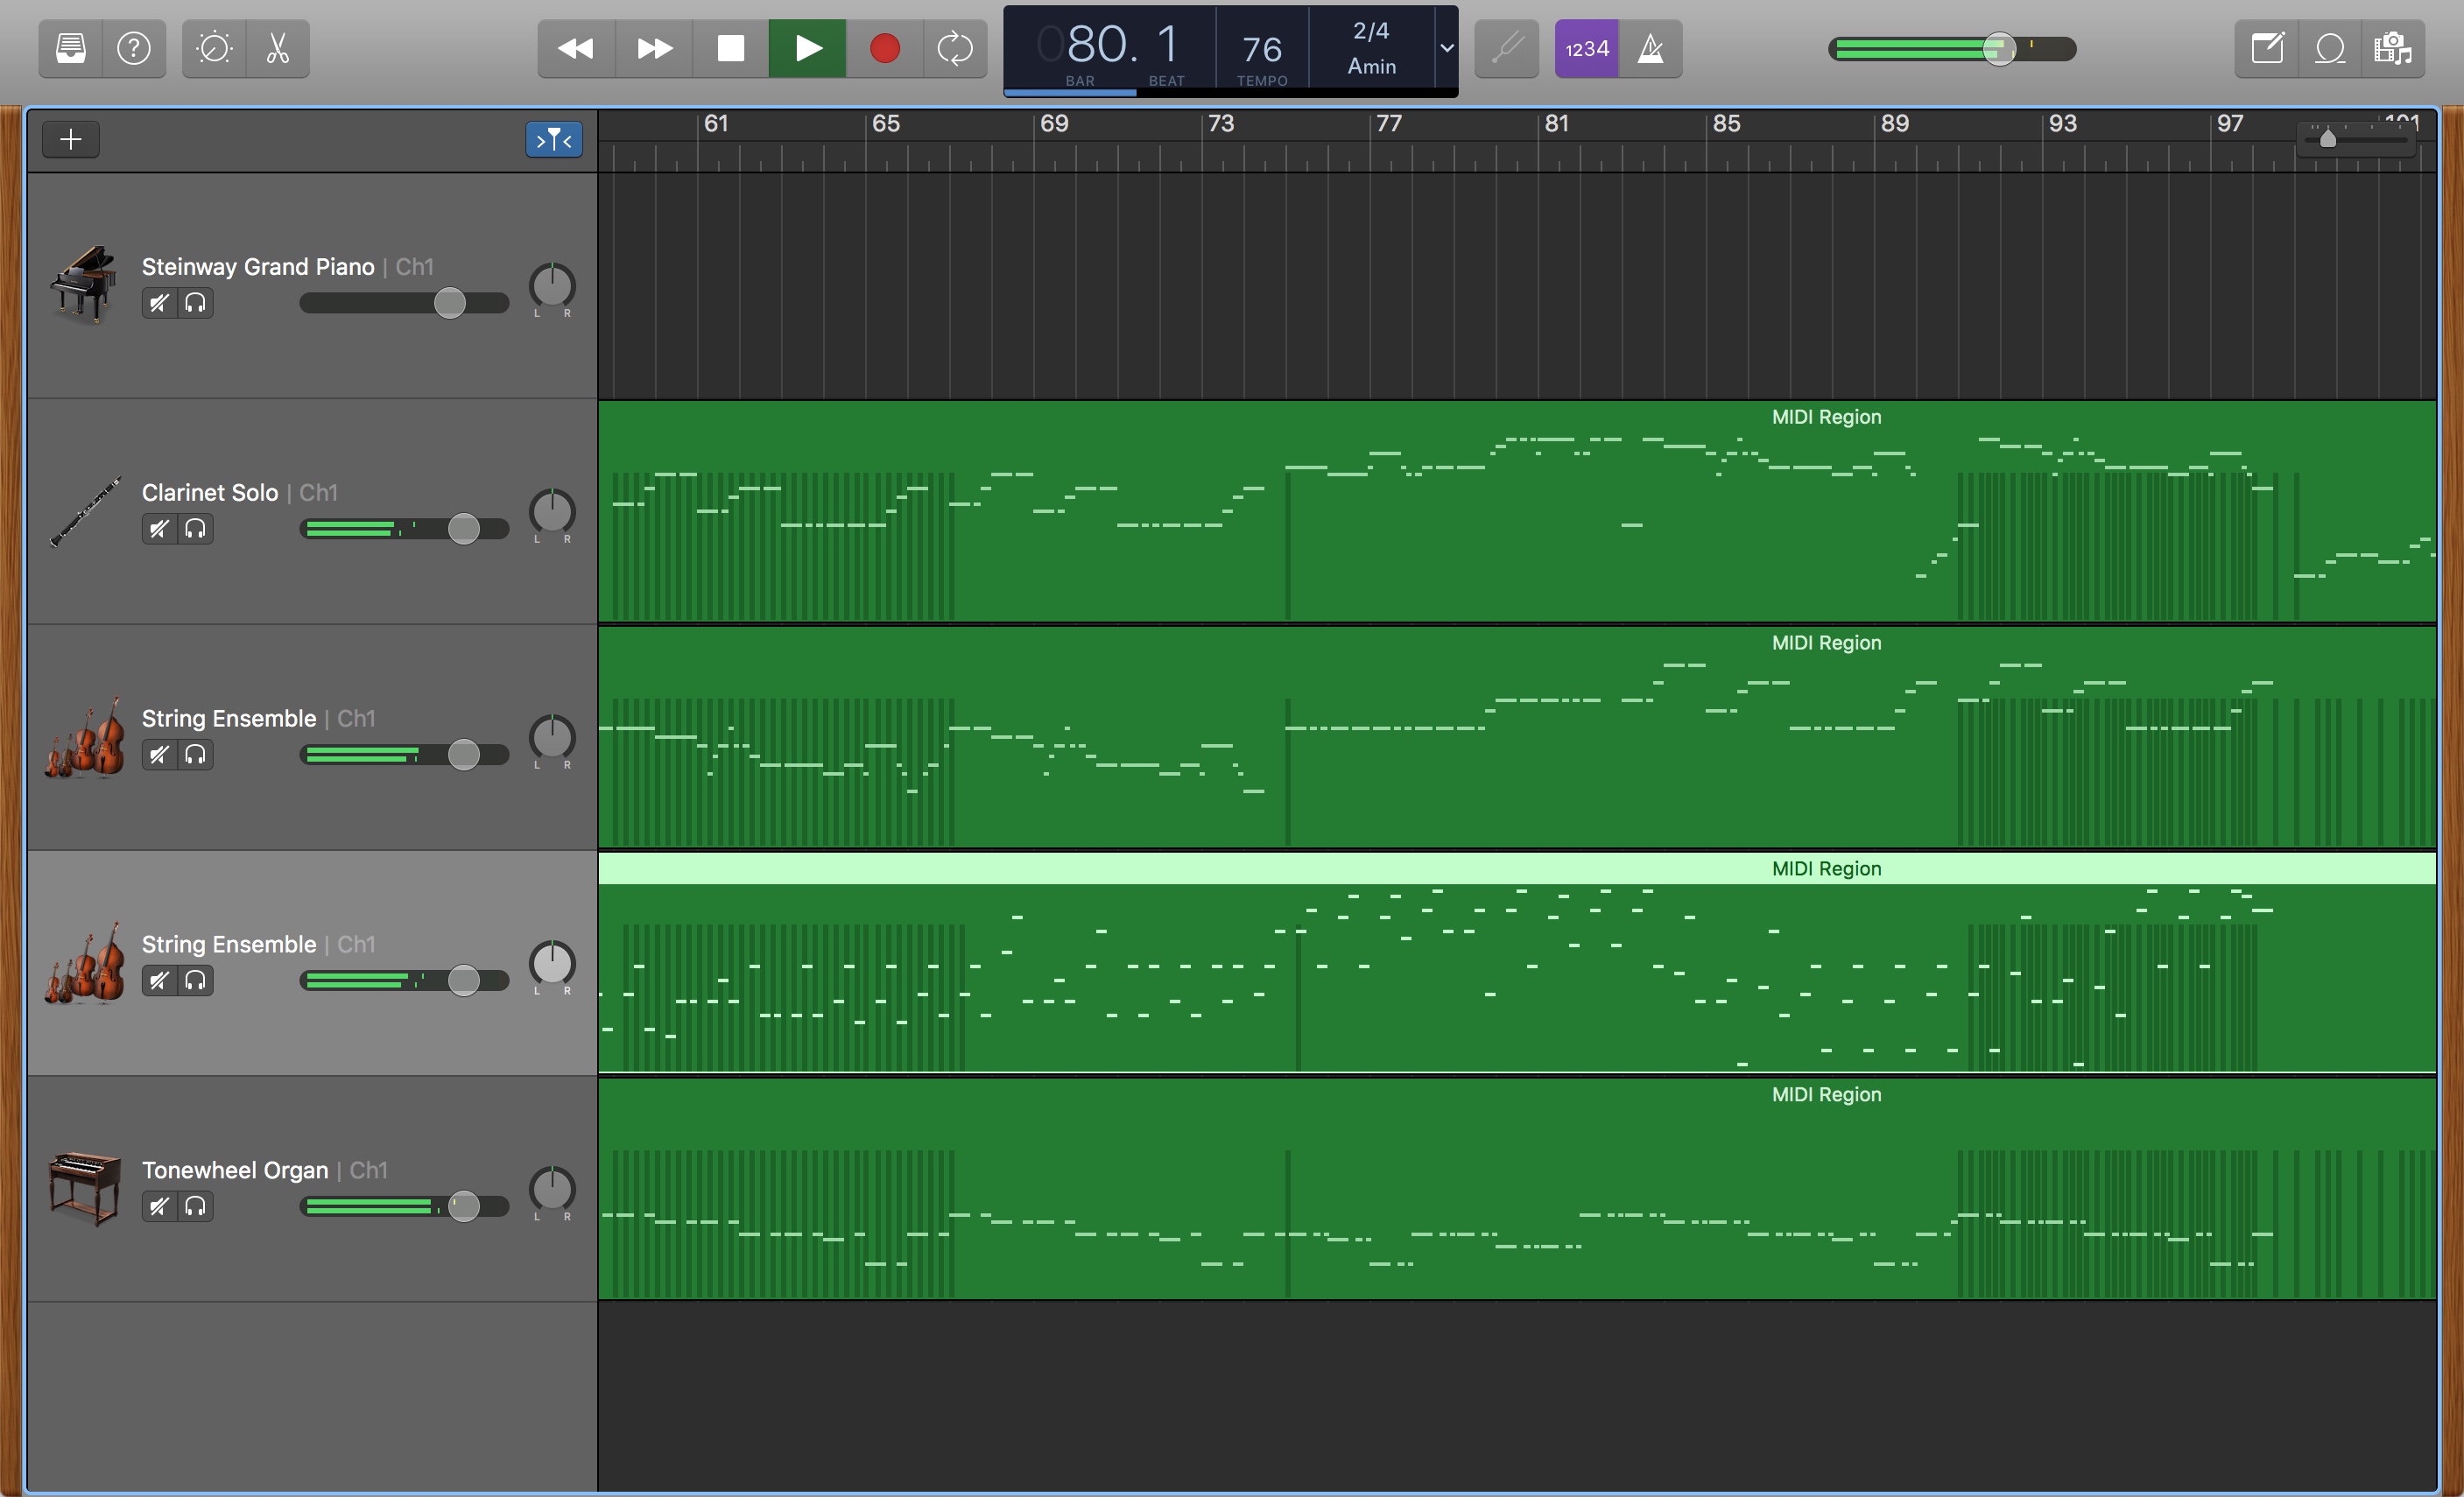 ?
080. 1
BAR
BEAT
76
TEMPO
2/4
Amin
1234
61 65 69 73 77 81 85 89 93 97 101
Steinway Grand Piano | Ch1
L R
MIDI Region
Clarinet Solo | Ch1
L R
MIDI Region
String Ensemble | Ch1
L R
MIDI Region
String Ensemble | Ch1
L R
MIDI Region
Tonewheel Organ | Ch1
L R